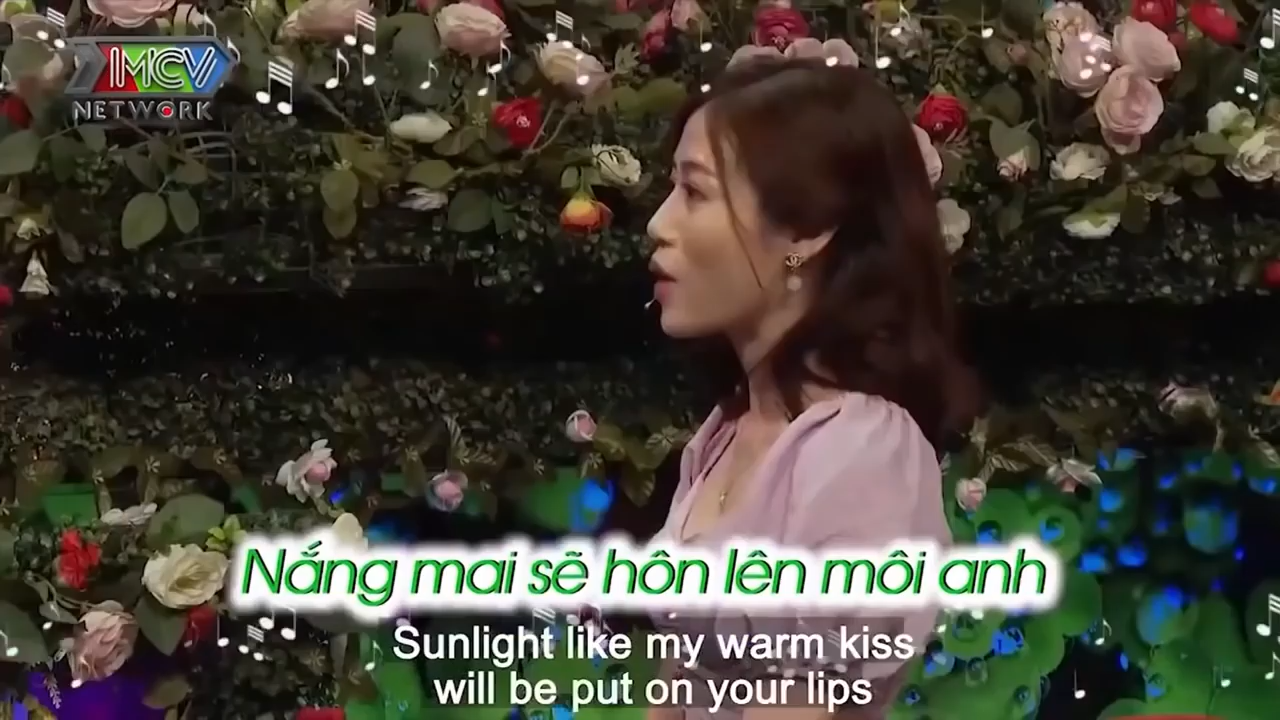 MCV
NETWORK
Nắng mai sẽ hôn lên môi anh
Sunlight like my warm kiss
will be put on your lips